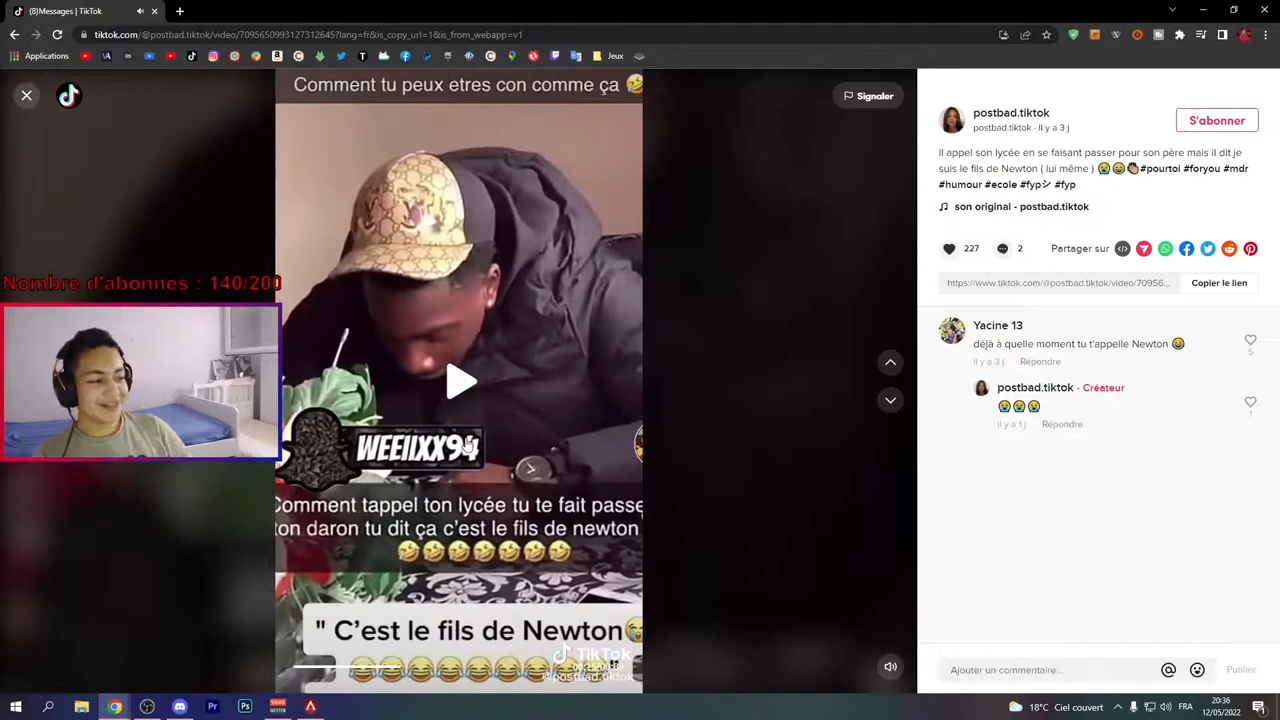 (8)Messages | TikTok
tiktok.com/@postbad.tiktok/video/7095650993127312645?lang=fr&is_copy_url=1&is_from_webapp=v1
Applications
Jeux
Comment tu peux etres con comme ça 🤣
Signaler
Nombre d'abonnes : 140/200
WEEIIXX94
Comment tappel ton lycée tu te fait passe
ton daron tu dit ça c'est le fils de newton
🤣🤣🤣🤣🤣🤣🤣
" C'est le fils de Newton😭
TikTok
@postbad.tiktok
postbad.tiktok
postbad.tiktok · Il y a 3 j
S'abonner
Il appel son lycée en se faisant passer pour son père mais il dit je
suis le fils de Newton ( lui même ) 😭😂👏🏽#pourtoi #foryou #mdr
#humour #ecole #fypシ #fyp
son original - postbad.tiktok
227
2
Partager sur
https://www.tiktok.com/@postbad.tiktok/video/70956...
Copier le lien
Yacine 13
déjà à quelle moment tu t'appelle Newton 😂
5
Il y a 3 j Répondre
postbad.tiktok · Créateur
😭😭😭
1
Il y a 1 j Répondre
Ajouter un commentaire...
Publier
18°C Ciel couvert
FRA
20:36
12/05/2022